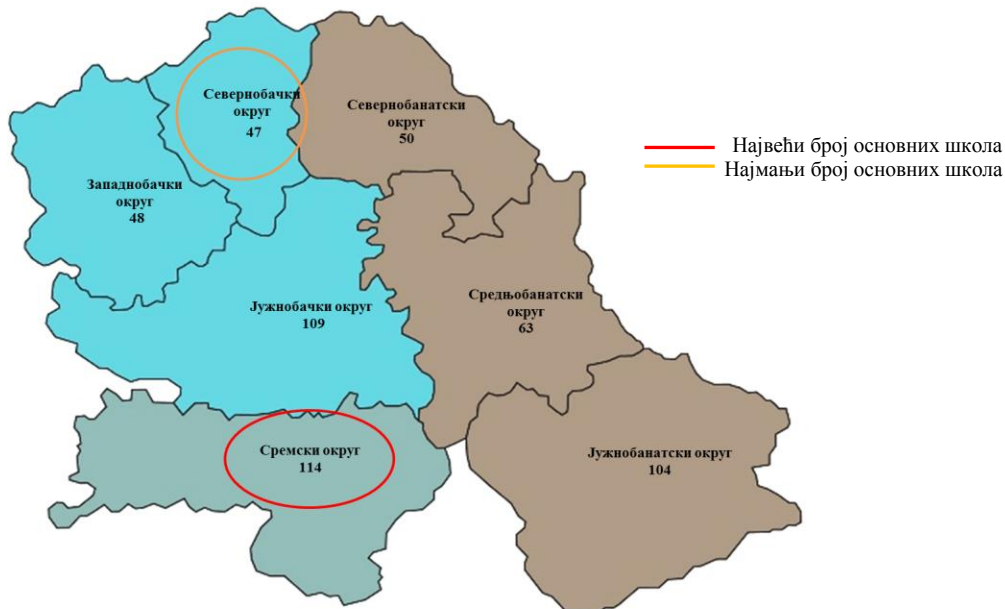 Севернобачки
округ
47
Севернобанатски
округ
50
Највећи број основних школа
Најмањи број основних школа
Западнобачки
округ
48
Јужнобачки округ
109
Средњобанатски
округ
63
Сремски округ
114
Јужнобанатски округ
104